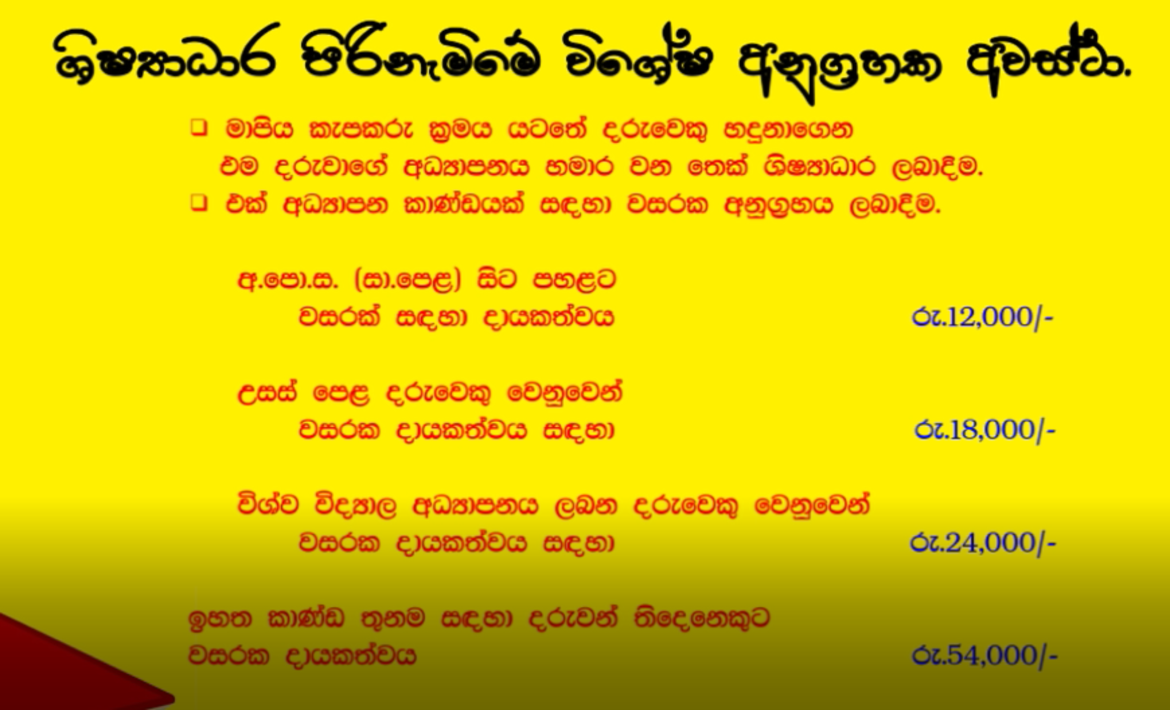 ශිෂ්‍යාධාර පිරිනැමිමේ විශේෂ අනුග්‍රහක අවස්ථා.
❑ මාපිය කැපකරු ක්‍රමය යටතේ දරුවෙකු හඳුනාගෙන
එම දරුවාගේ අධ්‍යාපනය හමාර වන තෙක් ශිෂ්‍යාධාර ලබාදීම.
❑ එක් අධ්‍යාපන කාණ්ඩයක් සඳහා වසරක අනුග්‍රහය ලබාදීම.
අ.පො.ස. (සා.පෙළ) සිට පහළට
වසරක් සඳහා දායකත්වය රු.12,000/-
උසස් පෙළ දරුවෙකු වෙනුවෙන්
වසරක දායකත්වය සඳහා රු.18,000/-
විශ්ව විද්‍යාල අධ්‍යාපනය ලබන දරුවෙකු වෙනුවෙන්
වසරක දායකත්වය සඳහා රු.24,000/-
ඉහත කාණ්ඩ තුනම සඳහා දරුවන් තිදෙනෙකුට
වසරක දායකත්වය රු.54,000/-